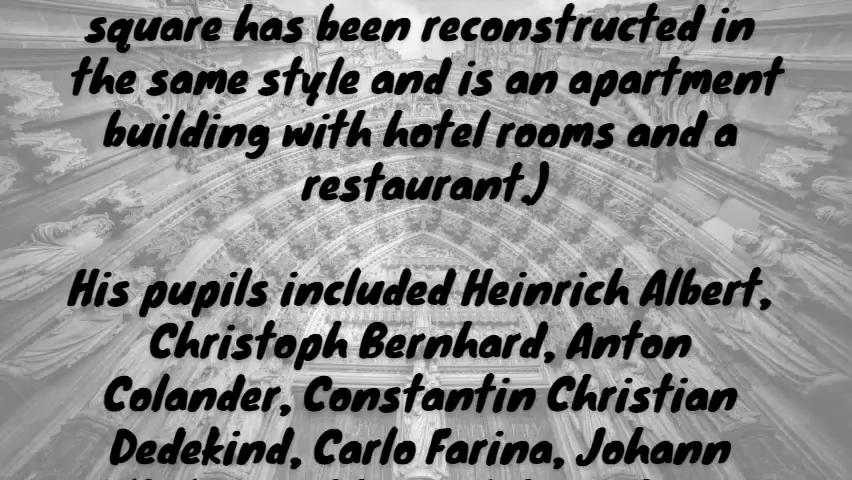 square has been reconstructed in
the same style and is an apartment
building with hotel rooms and a
restaurant.)
His pupils included Heinrich Albert,
Christoph Bernhard, Anton
Colander, Constantin Christian
Dedekind, Carlo Farina, Johann